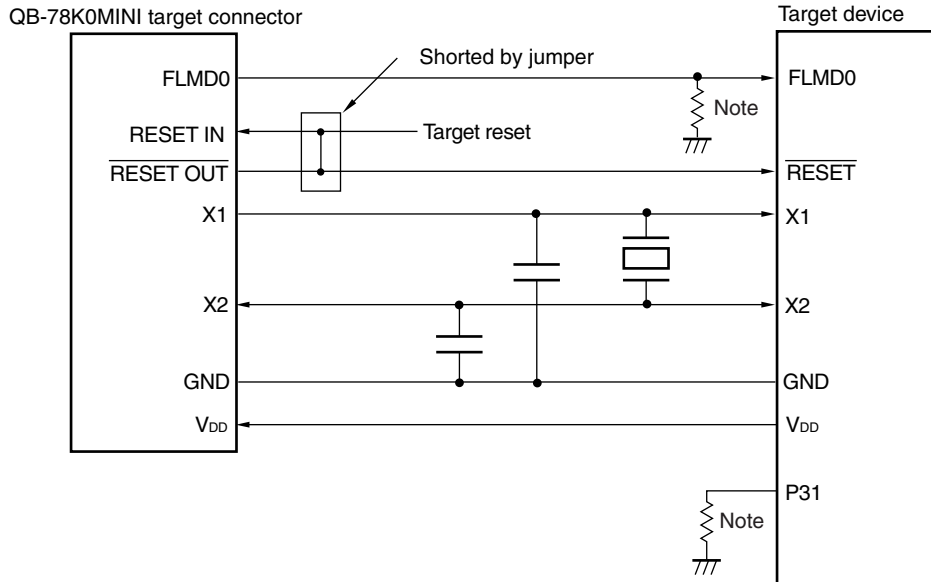 QB-78K0MINI target connector
Target device
Shorted by jumper
FLMD0
FLMD0
Note
RESET IN
Target reset
RESET OUT
RESET
X1
X1
X2
X2
GND
GND
VDD
VDD
P31
Note